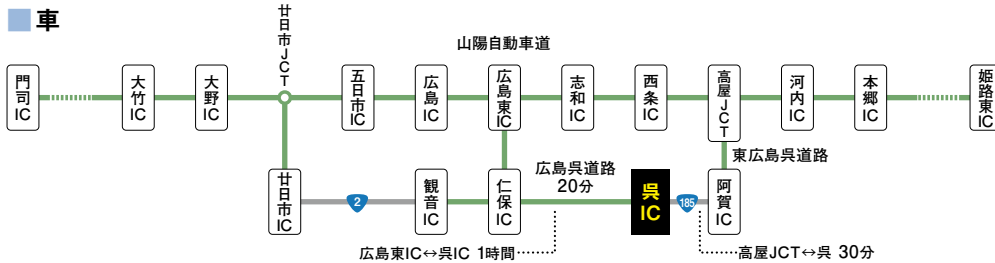 車
廿日市JCT
山陽自動車道
門司IC
大竹IC
大野IC
五日市IC
広島IC
広島東IC
志和IC
西条IC
高屋JCT
河内IC
本郷IC
姫路東IC
広島呉道路
20分
東広島呉道路
廿日市IC
2
観音IC
仁保IC
呉IC
185
阿賀IC
広島東IC↔呉IC 1時間
高屋JCT↔呉 30分